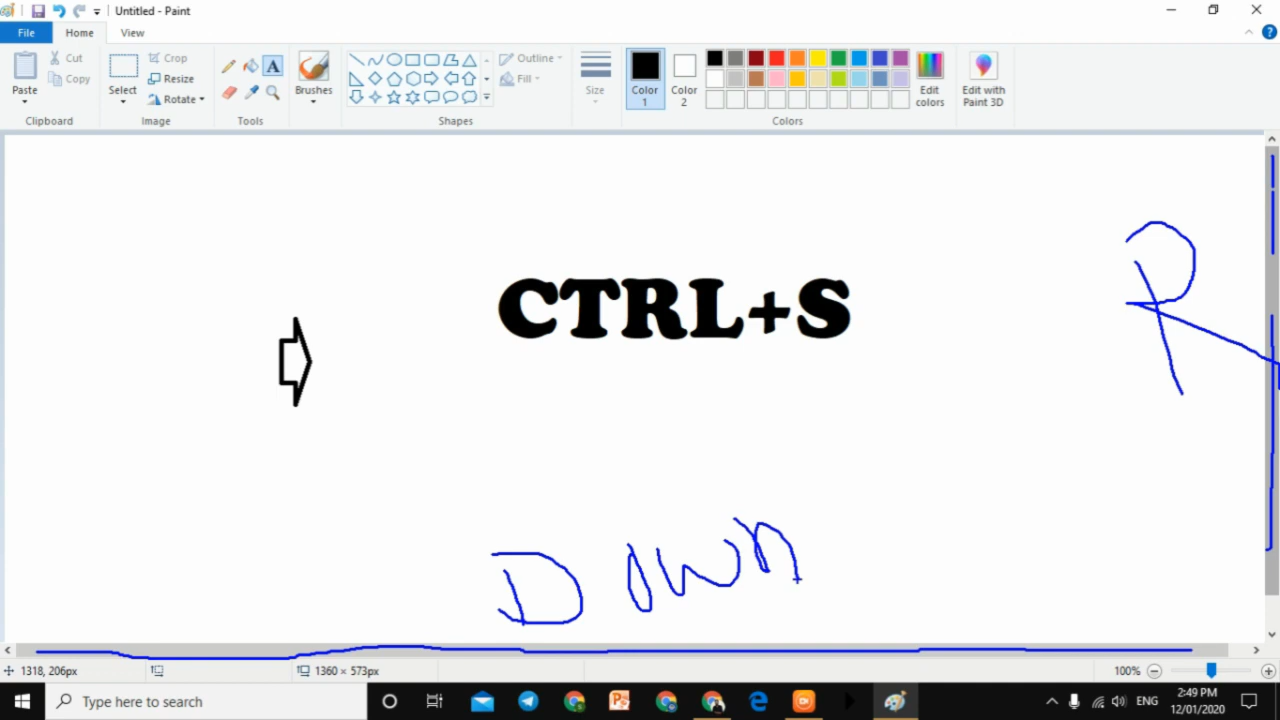 Untitled - Paint
File Home View
Paste Cut Copy Select Crop Resize Rotate A Brushes Outline Fill Size Color 1 Color 2 Edit colors Edit with Paint 3D
Clipboard Image Tools Shapes Colors
R
CTRL+S
Down
1318, 206px 1360 × 573px 100%
Type here to search ENG 2:49 PM 12/01/2020